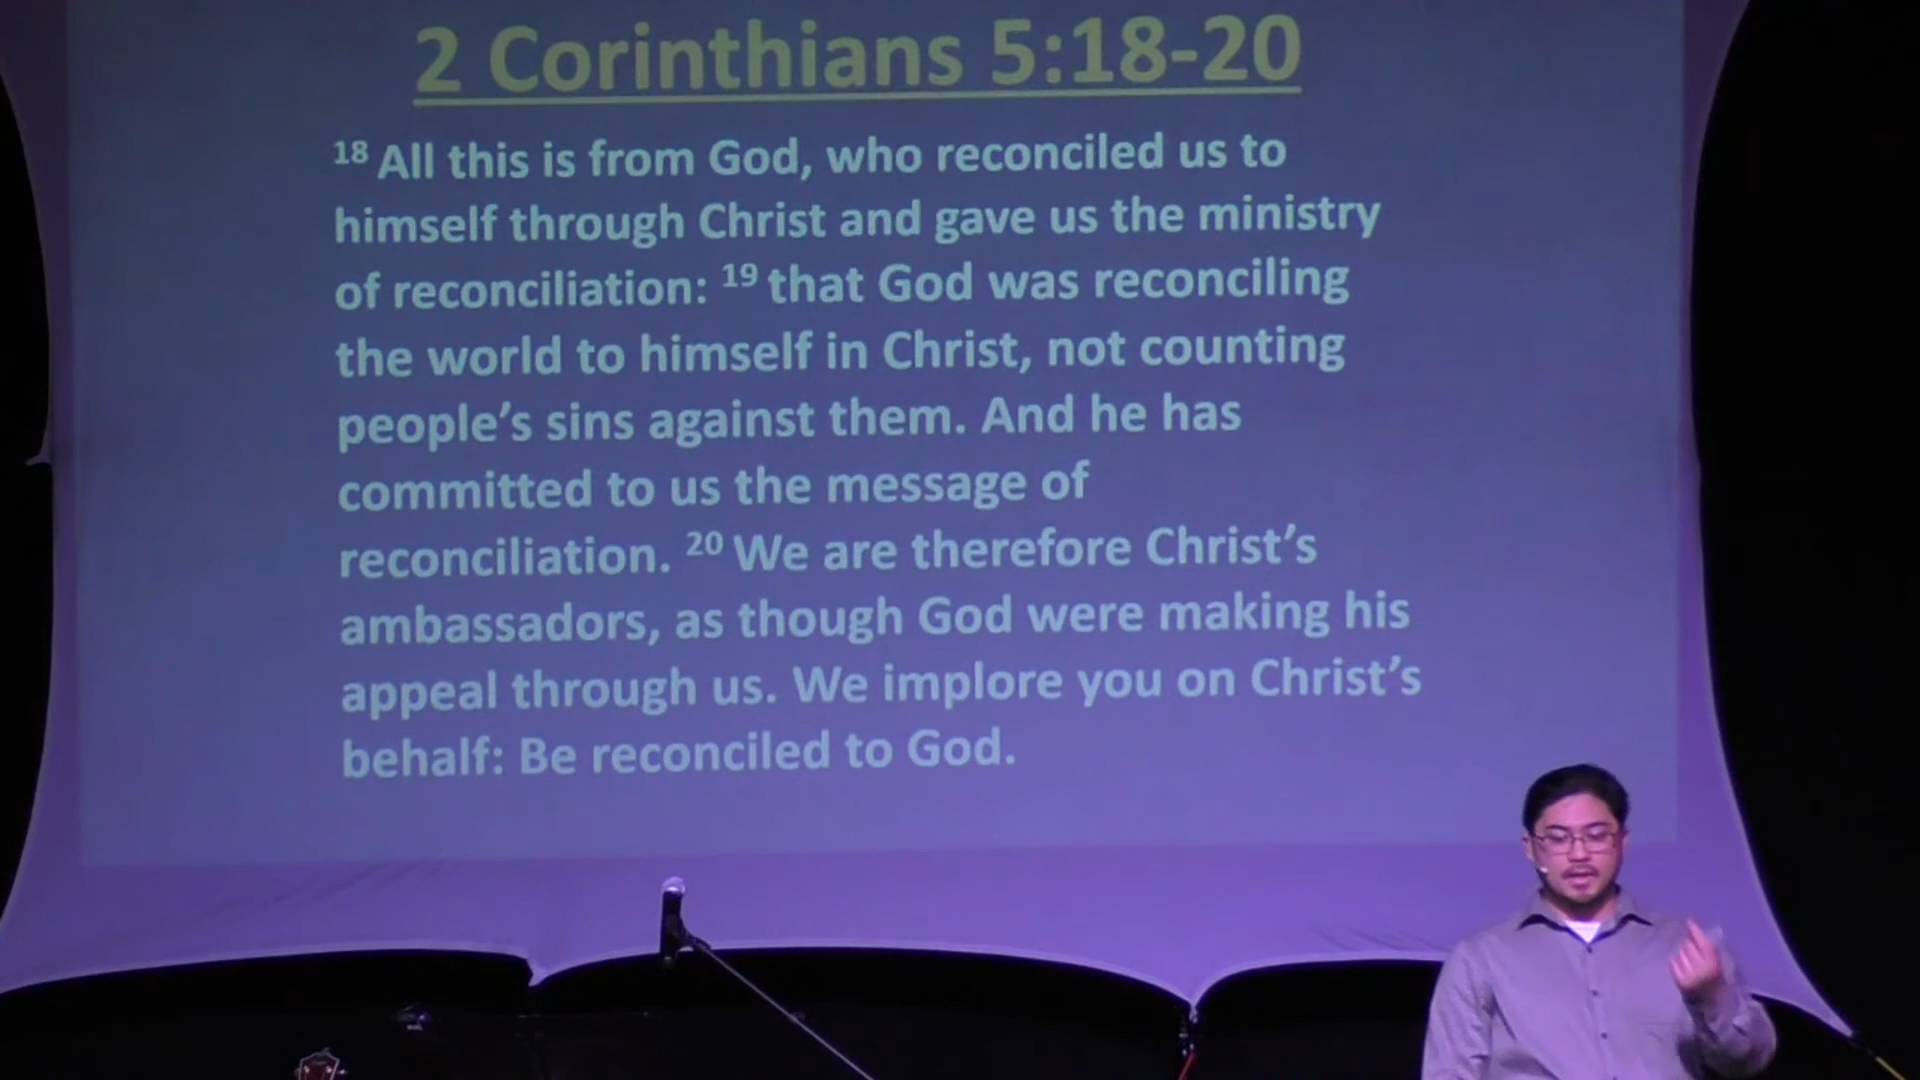 2 Corinthians 5:18-20
18 All this is from God, who reconciled us to
himself through Christ and gave us the ministry
of reconciliation: 19 that God was reconciling
the world to himself in Christ, not counting
people’s sins against them. And he has
committed to us the message of
reconciliation. 20 We are therefore Christ’s
ambassadors, as though God were making his
appeal through us. We implore you on Christ’s
behalf: Be reconciled to God.